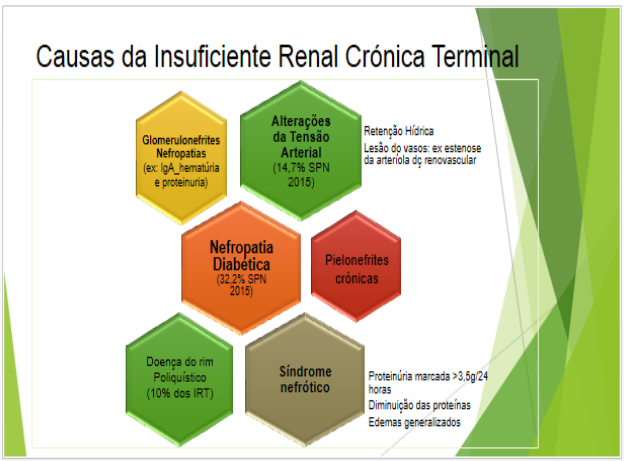 Causas da Insuficiente Renal Crónica Terminal
Glomerulonefrites
Nefropatias
(ex: IgA_hematúria
e proteinuria)
Alterações
da Tensão
Arterial
(14,7% SPN
2015)
Retenção Hídrica
Lesão do vasos: ex estenose
da arteríola dç renovascular
Nefropatia
Diabética
(32,2% SPN
2015)
Pielonefrites
crónicas
Doença do rim
Poliquístico
(10% dos IRT)
Síndrome
nefrótico
Proteinúria marcada >3,5g/24
horas
Diminuição das proteínas
Edemas generalizados